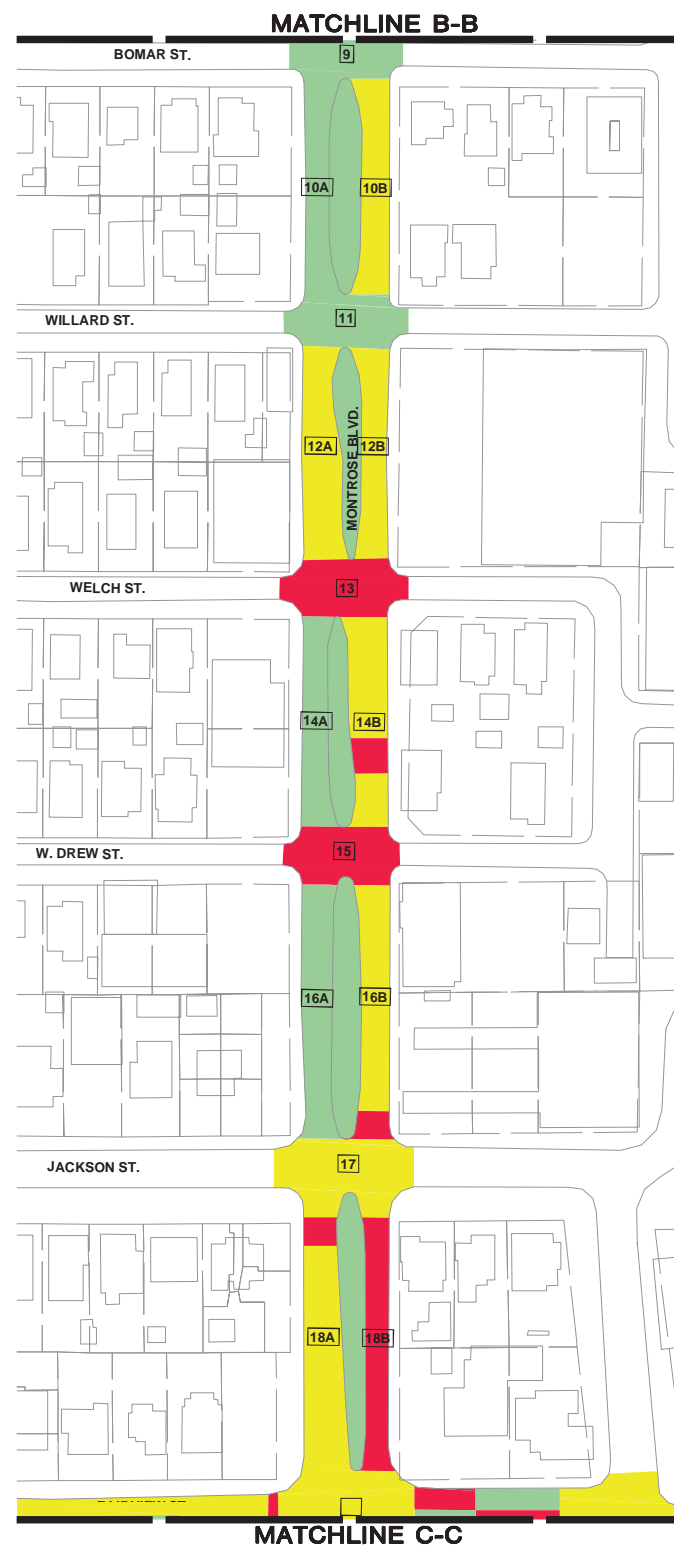 MATCHLINE B-B
BOMAR ST.
9
10A
10B
WILLARD ST.
11
12A
MONTROSE BLVD.
12B
WELCH ST.
13
14A
14B
W. DREW ST.
15
16A
16B
JACKSON ST.
17
18A
18B
MATCHLINE C-C